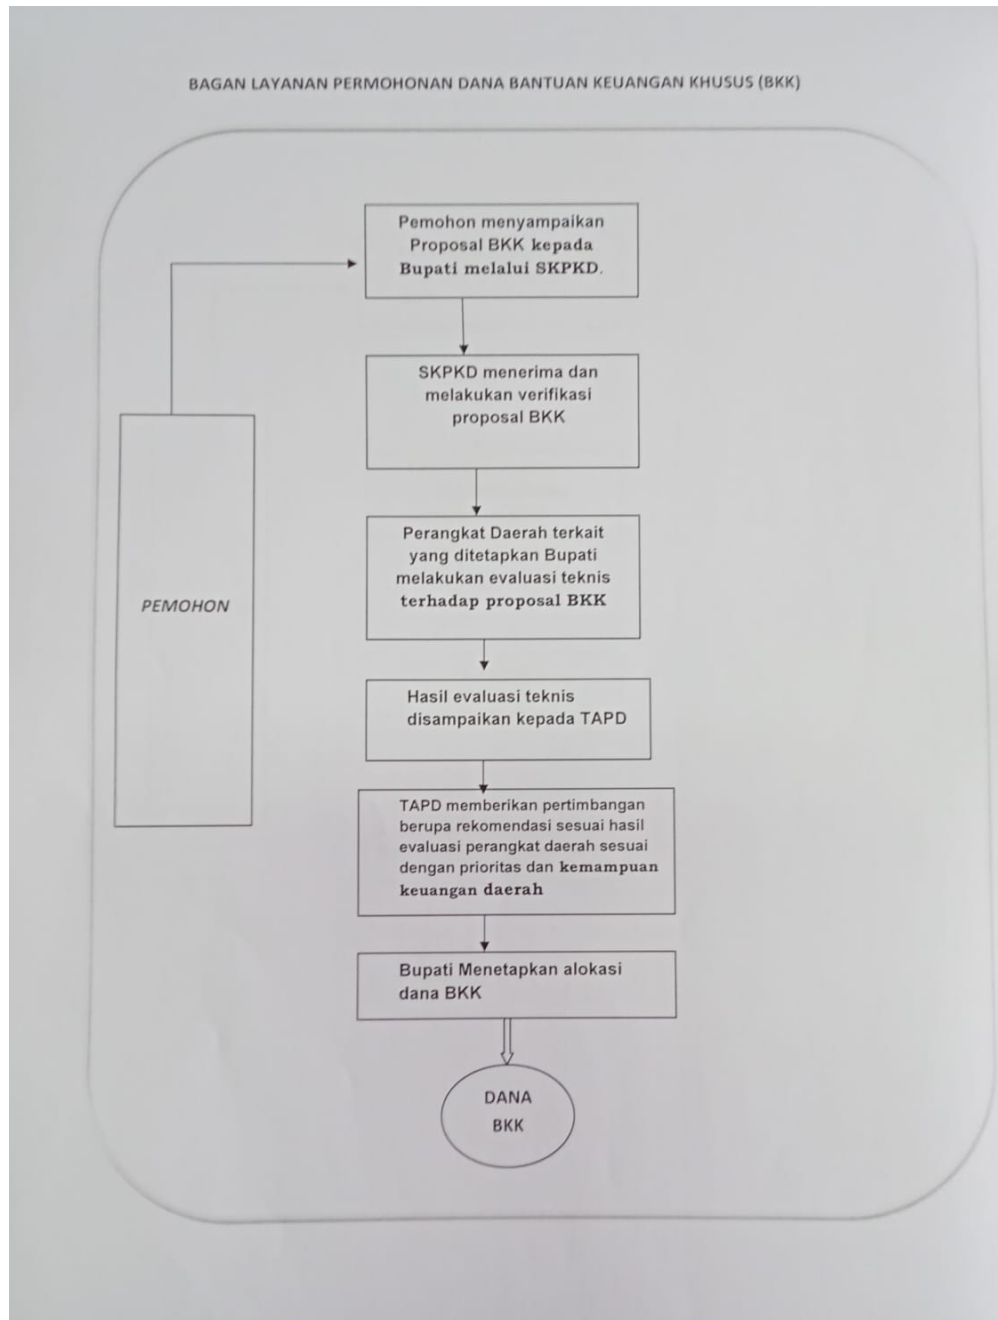 BAGAN LAYANAN PERMOHONAN DANA BANTUAN KEUANGAN KHUSUS (BKK)
Pemohon menyampaikan
Proposal BKK kepada
Bupati melalui SKPKD.
SKPKD menerima dan
melakukan verifikasi
proposal BKK
Perangkat Daerah terkait
yang ditetapkan Bupati
melakukan evaluasi teknis
terhadap proposal BKK
PEMOHON
Hasil evaluasi teknis
disampaikan kepada TAPD
TAPD memberikan pertimbangan
berupa rekomendasi sesuai hasil
evaluasi perangkat daerah sesuai
dengan prioritas dan kemampuan
keuangan daerah
Bupati Menetapkan alokasi
dana BKK
DANA
BKK